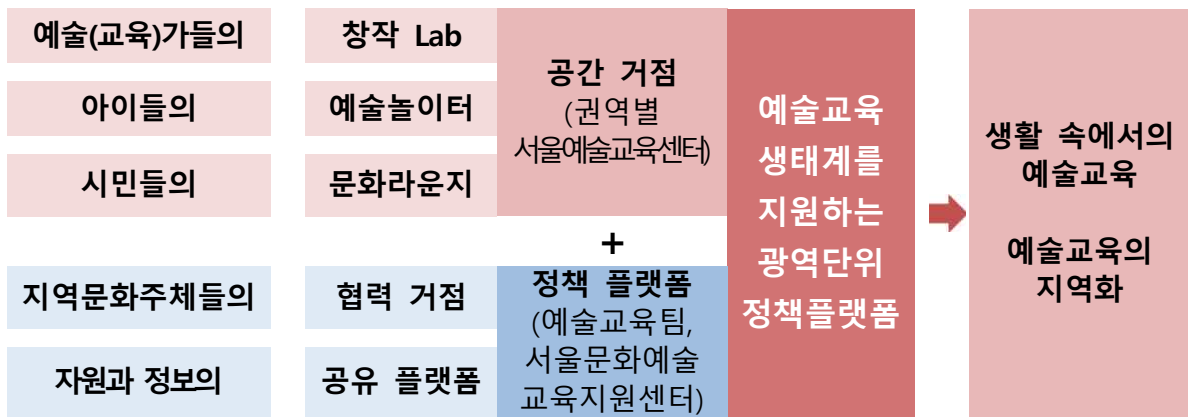 예술(교육)가들의
창작 Lab
아이들의
예술놀이터
시민들의
문화라운지
공간 거점
(권역별
서울예술교육센터)
+
지역문화주체들의
협력 거점
자원과 정보의
공유 플랫폼
정책 플랫폼
(예술교육팀,
서울문화예술
교육지원센터)
예술교육
생태계를
지원하는
광역단위
정책플랫폼
생활 속에서의
예술교육
예술교육의
지역화